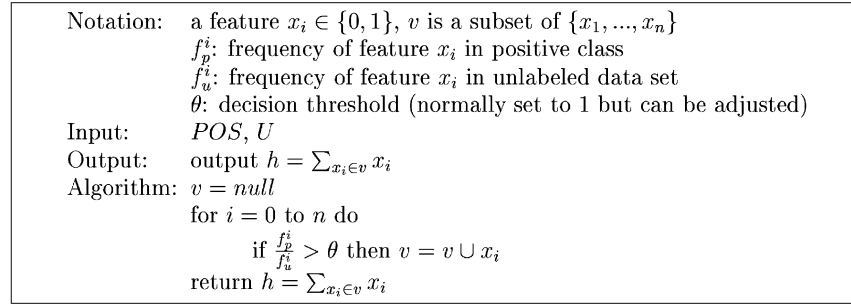 Notation: a feature x_i ∈ {0, 1}, v is a subset of {x_1, ..., x_n}
f_p^i: frequency of feature x_i in positive class
f_u^i: frequency of feature x_i in unlabeled data set
θ: decision threshold (normally set to 1 but can be adjusted)
Input: POS, U
Output: output h = ∑_{x_i∈v} x_i
Algorithm: v = null
for i = 0 to n do
if f_p^i / f_u^i > θ then v = v ∪ x_i
return h = ∑_{x_i∈v} x_i